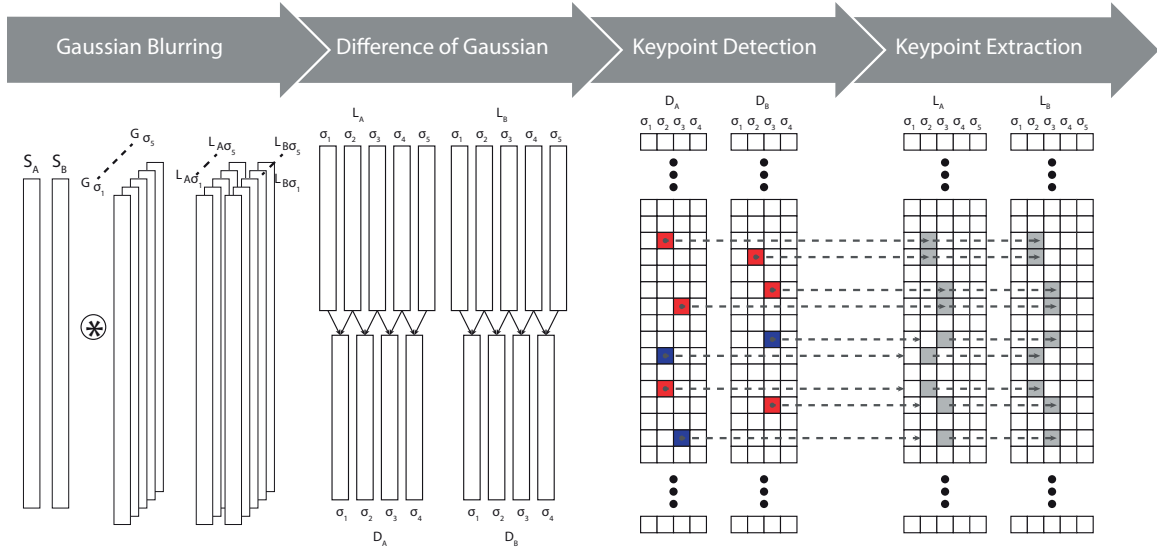 Gaussian Blurring
Difference of Gaussian
Keypoint Detection
Keypoint Extraction
S_A S_B
G σ_s
G σ_1
L_Aσ_s
L_Aσ_1
L_Bσ_s
L_Bσ_1
L_A
σ_1 σ_2 σ_3 σ_4 σ_5
L_B
σ_1 σ_2 σ_3 σ_4 σ_5
σ_1 σ_2 σ_3 σ_4
D_A
σ_1 σ_2 σ_3 σ_4
D_B
D_A
σ_1 σ_2 σ_3 σ_4
D_B
σ_1 σ_2 σ_3 σ_4
L_A
σ_1 σ_2 σ_3 σ_4 σ_5
L_B
σ_1 σ_2 σ_3 σ_4 σ_5